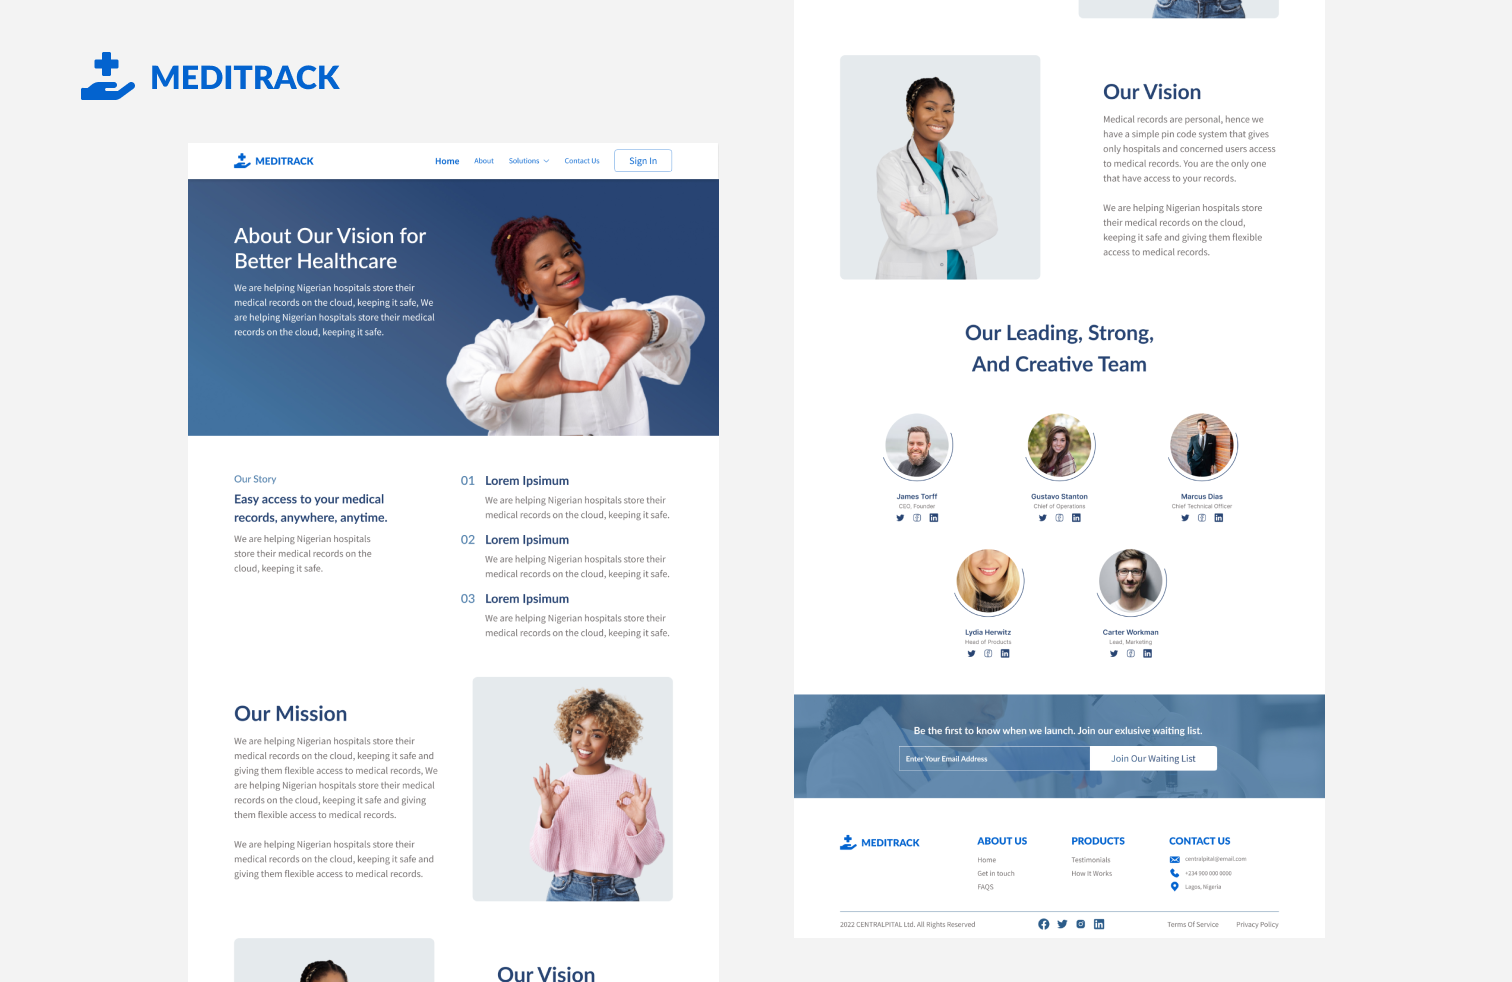 MEDITRACK
MEDITRACK
Home
About
Solutions
Contact Us
Sign In
About Our Vision for
Better Healthcare
We are helping Nigerian hospitals store their
medical records on the cloud, keeping it safe, We
are helping Nigerian hospitals store their medical
records on the cloud, keeping it safe.
Our Story
Easy access to your medical
records, anywhere, anytime.
We are helping Nigerian hospitals
store their medical records on the
cloud, keeping it safe.
01 Lorem Ipsimum
We are helping Nigerian hospitals store their
medical records on the cloud, keeping it safe.
02 Lorem Ipsimum
We are helping Nigerian hospitals store their
medical records on the cloud, keeping it safe.
03 Lorem Ipsimum
We are helping Nigerian hospitals store their
medical records on the cloud, keeping it safe.
Our Mission
We are helping Nigerian hospitals store their
medical records on the cloud, keeping it safe and
giving them flexible access to medical records, We
are helping Nigerian hospitals store their medical
records on the cloud, keeping it safe and giving
them flexible access to medical records.
We are helping Nigerian hospitals store their
medical records on the cloud, keeping it safe and
giving them flexible access to medical records.
Our Vision
Our Vision
Medical records are personal, hence we
have a simple pin code system that gives
only hospitals and concerned users access
to medical records. You are the only one
that have access to your records.
We are helping Nigerian hospitals store
their medical records on the cloud,
keeping it safe and giving them flexible
access to medical records.
Our Leading, Strong,
And Creative Team
James Torff
CEO, Founder
Gustavo Stanton
Chief of Operations
Marcus Dias
Chief Technical Officer
Lydia Herwitz
Head of Products
Carter Workman
Lead, Marketing
Be the first to know when we launch. Join our exlusive waiting list.
Enter Your Email Address
Join Our Waiting List
MEDITRACK
ABOUT US
Home
Get in touch
FAQS
PRODUCTS
Testimonials
How It Works
CONTACT US
centralpital@email.com
+234 900 000 0000
Lagos, Nigeria
2022 CENTRALPITAL Ltd. All Rights Reserved
Terms Of Service
Privacy Policy